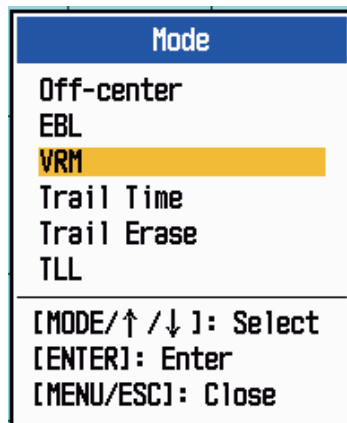 Mode
Off-center
EBL
VRM
Trail Time
Trail Erase
TLL
[MODE/↑/↓]: Select
[ENTER]: Enter
[MENU/ESC]: Close